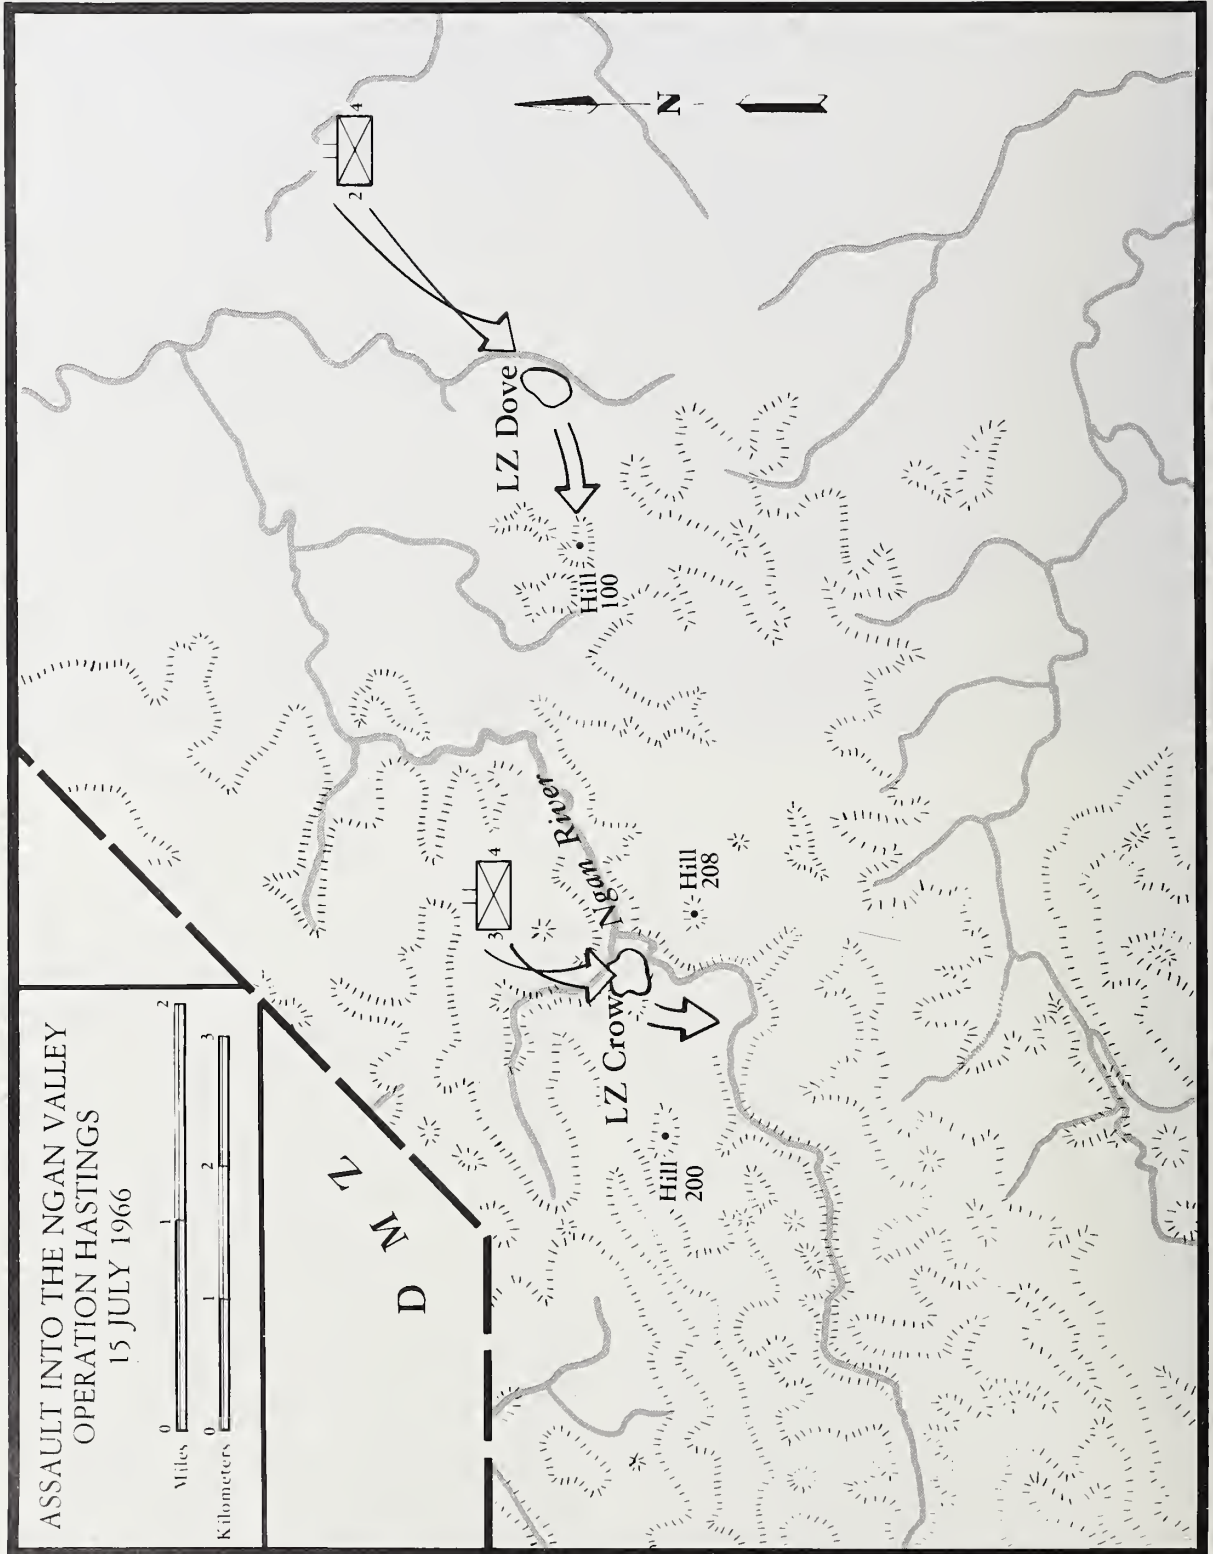 ASSAULT INTO THE NGAN VALLEY
OPERATION HASTINGS
15 JULY 1966
0 1 2
Miles
0 1 2 3
Kilometers
D M Z
N
2 4
LZ Dove
Hill
100
3 4
Ngan River
LZ Crow
Hill
208
Hill
200